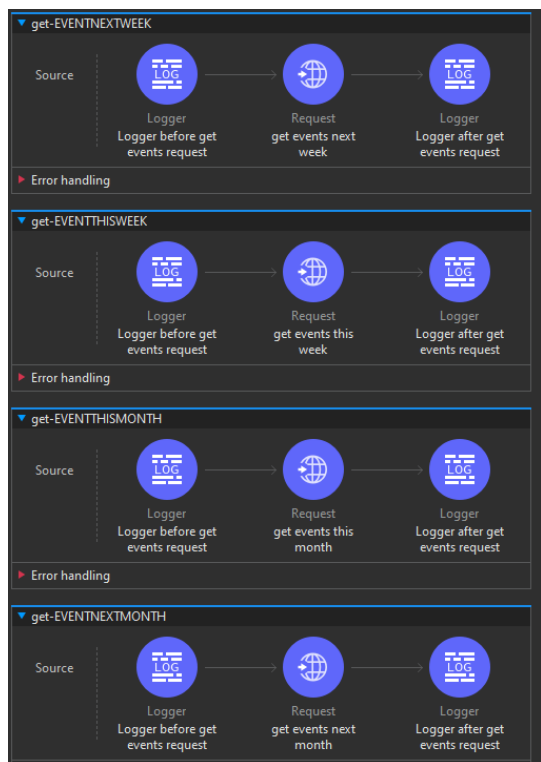 get-EVENTNEXTWEEK
Source
LOG
LOG
Logger
Request
Logger
Logger before get
events request
get events next
week
Logger after get
events request
Error handling
get-EVENTTHISWEEK
Source
LOG
LOG
Logger
Request
Logger
Logger before get
events request
get events this
week
Logger after get
events request
Error handling
get-EVENTTHISMONTH
Source
LOG
LOG
Logger
Request
Logger
Logger before get
events request
get events this
month
Logger after get
events request
Error handling
get-EVENTNEXTMONTH
Source
LOG
LOG
Logger
Request
Logger
Logger before get
events request
get events next
month
Logger after get
events request